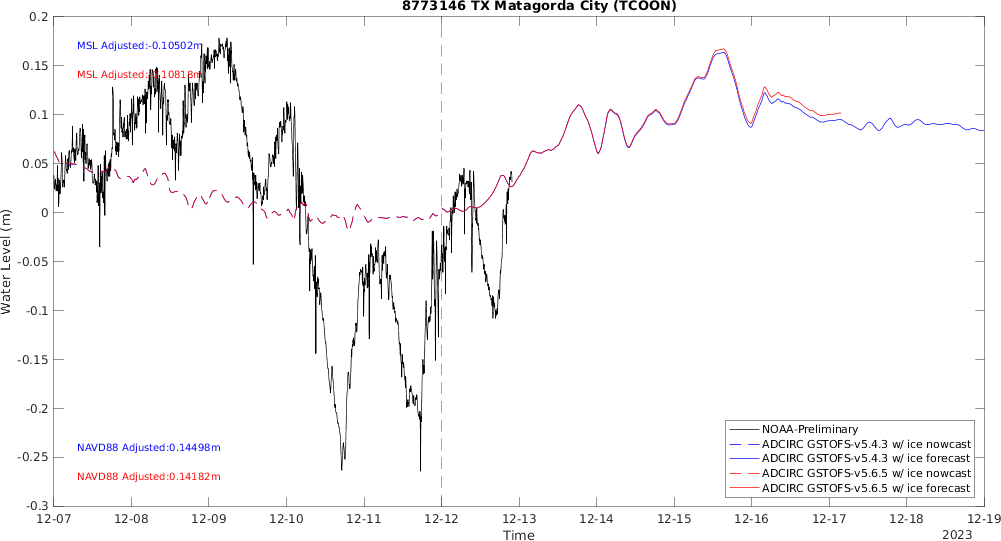 8773146 TX Matagorda City (TCOON)
0.2
0.15
0.1
0.05
0
-0.05
-0.1
-0.15
-0.2
-0.25
-0.3
Water Level (m)
MSL Adjusted:-0.10502m
MSL Adjusted:-0.10818m
NAVD88 Adjusted:0.14498m
NAVD88 Adjusted:0.14182m
NOAA-Preliminary
ADCIRC GSTOFS-v5.4.3 w/ ice nowcast
ADCIRC GSTOFS-v5.4.3 w/ ice forecast
ADCIRC GSTOFS-v5.6.5 w/ ice nowcast
ADCIRC GSTOFS-v5.6.5 w/ ice forecast
12-07 12-08 12-09 12-10 12-11 12-12 12-13 12-14 12-15 12-16 12-17 12-18 12-19
Time
2023